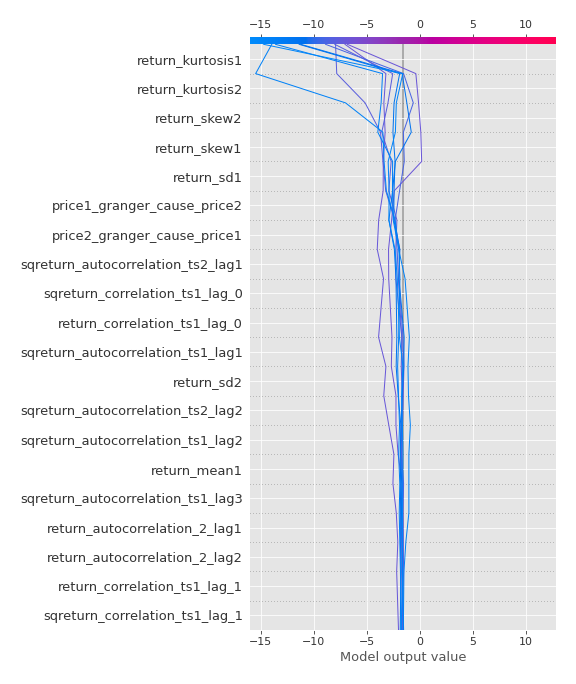 −15 −10 −5 0 5 10
return_kurtosis1
return_kurtosis2
return_skew2
return_skew1
return_sd1
price1_granger_cause_price2
price2_granger_cause_price1
sqreturn_autocorrelation_ts2_lag1
sqreturn_correlation_ts1_lag_0
return_correlation_ts1_lag_0
sqreturn_autocorrelation_ts1_lag1
return_sd2
sqreturn_autocorrelation_ts2_lag2
sqreturn_autocorrelation_ts1_lag2
return_mean1
sqreturn_autocorrelation_ts1_lag3
return_autocorrelation_2_lag1
return_autocorrelation_2_lag2
return_correlation_ts1_lag_1
sqreturn_correlation_ts1_lag_1
−15 −10 −5 0 5 10
Model output value